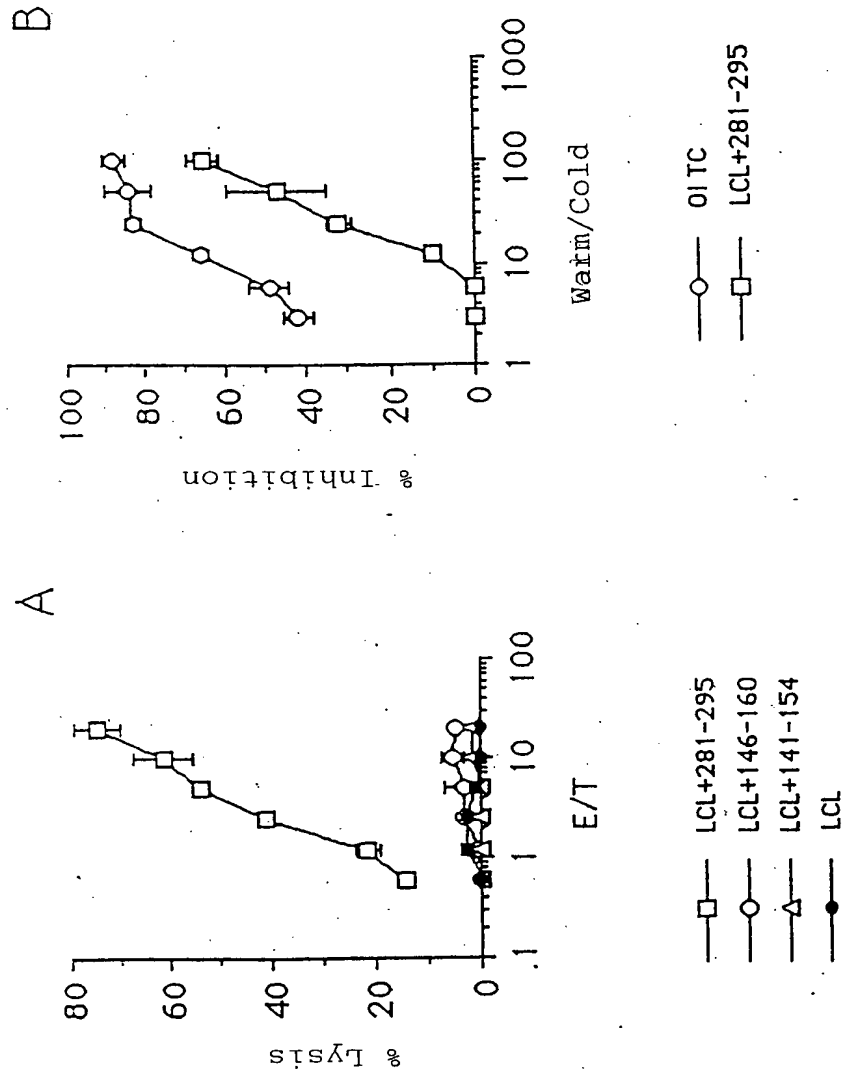 A
80
60
40
20
0
% Lysis
.1
1
10
100
E/T
LCL+281-295
LCL+146-160
LCL+141-154
LCL
B
100
80
60
40
20
0
% Inhibition
1
10
100
1000
Warm/Cold
OITC
LCL+281-295